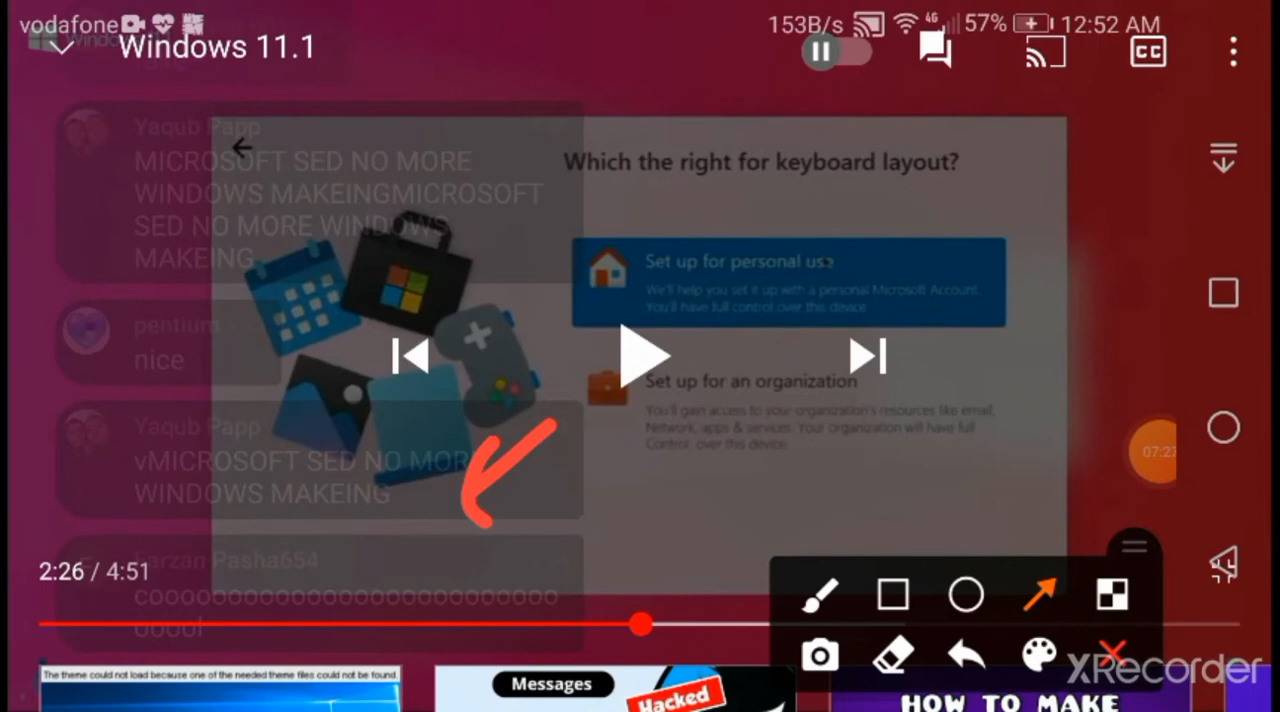 vodafone
153B/s 4G 57% 12:52 AM
Windows 11.1
CC
Yaqub Papp
MICROSOFT SED NO MORE
WINDOWS MAKEINGMICROSOFT
SED NO MORE WINDOWS
MAKEING
pentium
nice
Yaqub Papp
vMICROSOFT SED NO MORE
WINDOWS MAKEING
Farzan Pasha654
cooooooooooooooooooooooooo
ooool
Which the right for keyboard layout?
Set up for personal use
We'll help you set it up with a personal Microsoft Account.
You'll have full control over this device
Set up for an organization
You'll gain access to your organization's resources like email,
Network, apps & services. Your organization will have full
Control. over this device.
07:27
2:26 / 4:51
XRecorder
The theme could not load because one of the needed theme files could not be found.
Messages
Hacked
HOW TO MAKE